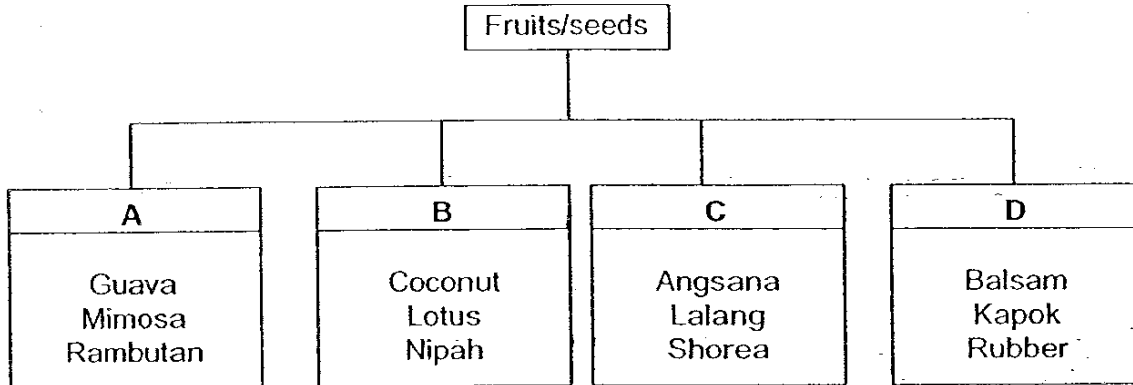 Fruits/seeds
A
Guava
Mimosa
Rambutan
B
Coconut
Lotus
Nipah
C
Angsana
Lalang
Shorea
D
Balsam
Kapok
Rubber